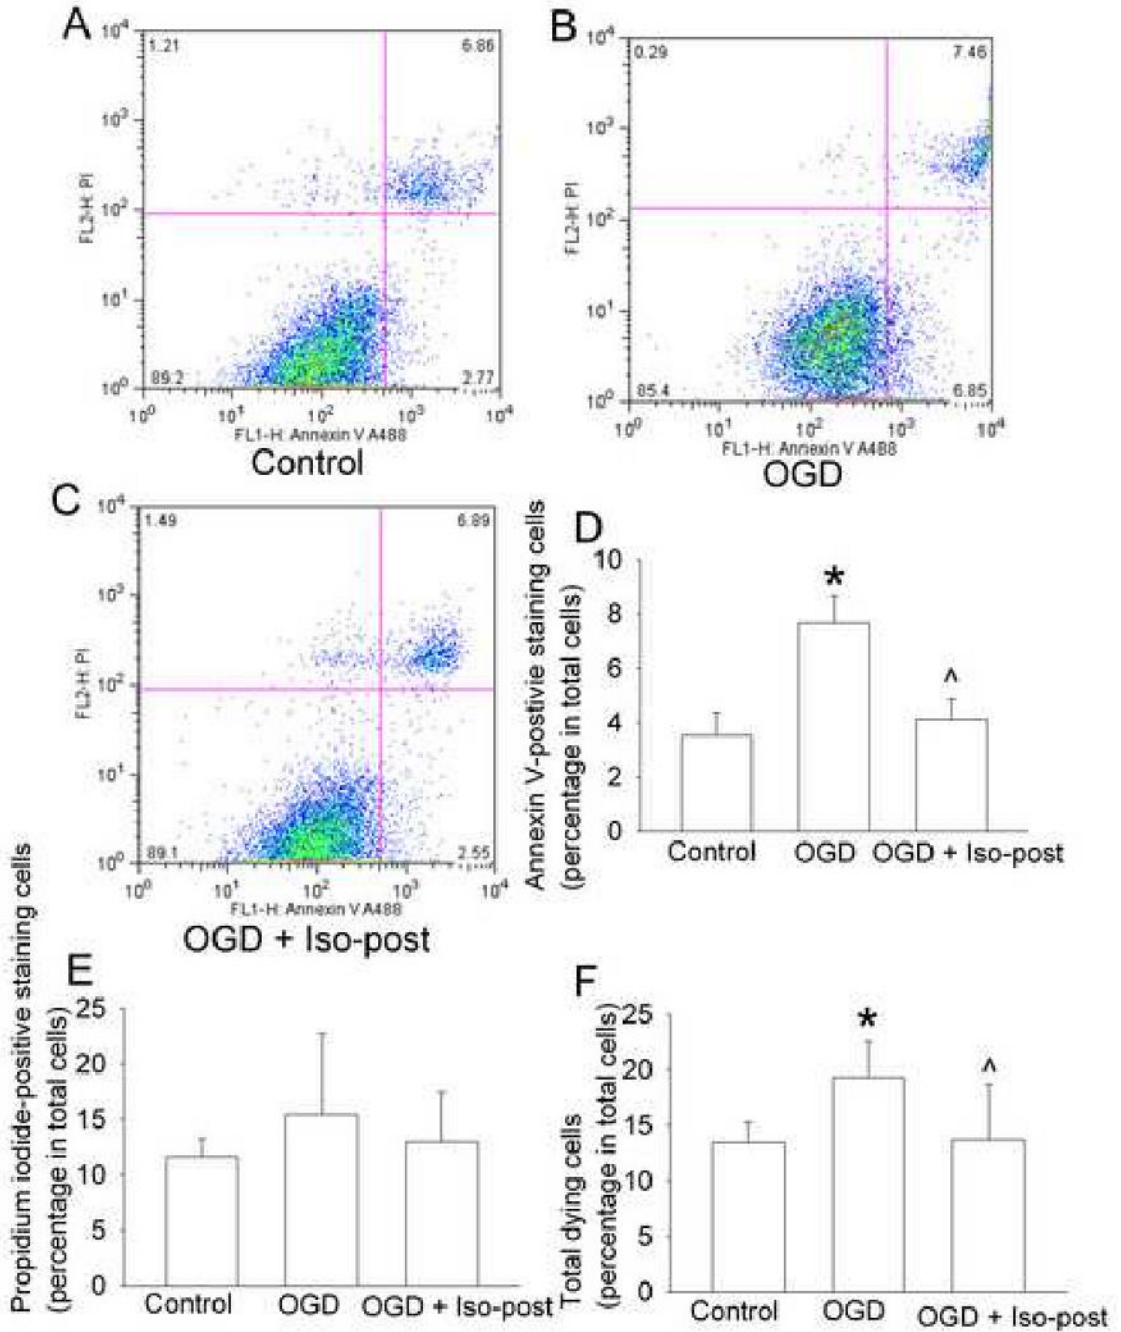 A
10⁴
1.21
6.86
10³
10²
10¹
10⁰
FL2-H: PI
89.2
2.77
10⁰ 10¹ 10² 10³ 10⁴
FL1-H: Annexin V A488
Control
B
10⁴
0.29
7.46
10³
10²
10¹
10⁰
FL2-H: PI
85.4
6.85
10⁰ 10¹ 10² 10³ 10⁴
FL1-H: Annexin V A488
OGD
C
10⁴
1.49
6.89
10³
10²
10¹
10⁰
FL2-H: PI
89.1
2.55
10⁰ 10¹ 10² 10³ 10⁴
FL1-H: Annexin V A488
OGD + Iso-post
D
Annexin V-postivie staining cells
(percentage in total cells)
10
8
6
4
2
0
*
^
Control OGD OGD + Iso-post
E
Propidium iodide-positive staining cells
(percentage in total cells)
25
20
15
10
5
0
Control OGD OGD + Iso-post
F
Total dying cells
(percentage in total cells)
25
20
15
10
5
0
*
^
Control OGD OGD + Iso-post